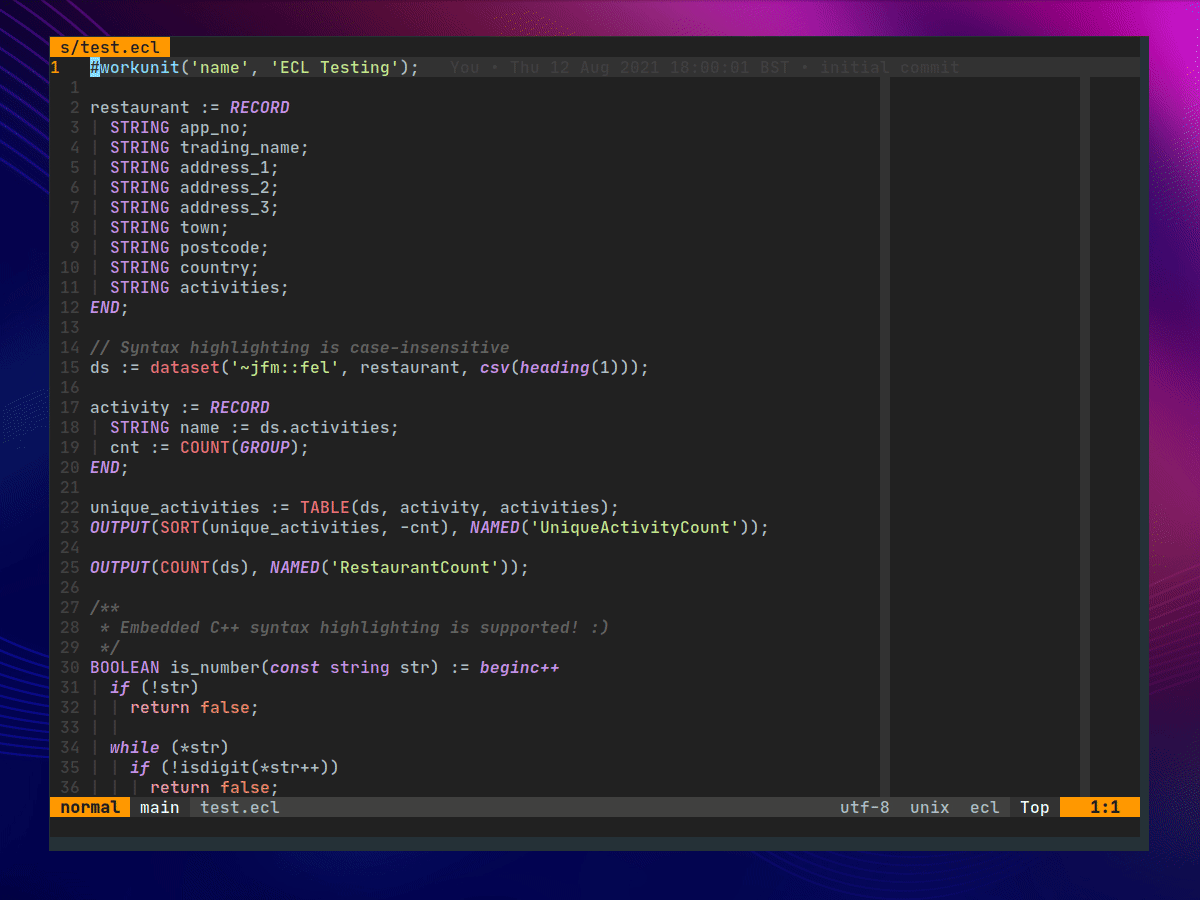 s/test.ecl
1 #workunit('name', 'ECL Testing'); You • Thu 12 Aug 2021 18:00:01 BST • initial commit
1
2 restaurant := RECORD
3 | STRING app_no;
4 | STRING trading_name;
5 | STRING address_1;
6 | STRING address_2;
7 | STRING address_3;
8 | STRING town;
9 | STRING postcode;
10 | STRING country;
11 | STRING activities;
12 END;
13
14 // Syntax highlighting is case-insensitive
15 ds := dataset('~jfm::fel', restaurant, csv(heading(1)));
16
17 activity := RECORD
18 | STRING name := ds.activities;
19 | cnt := COUNT(GROUP);
20 END;
21
22 unique_activities := TABLE(ds, activity, activities);
23 OUTPUT(SORT(unique_activities, -cnt), NAMED('UniqueActivityCount'));
24
25 OUTPUT(COUNT(ds), NAMED('RestaurantCount'));
26
27 /**
28  * Embedded C++ syntax highlighting is supported! :)
29  */
30 BOOLEAN is_number(const string str) := beginc++
31 | if (!str)
32 | | return false;
33 | |
34 | while (*str)
35 | | if (!isdigit(*str++))
36 | | | return false;
normal main test.ecl utf-8 unix ecl Top 1:1